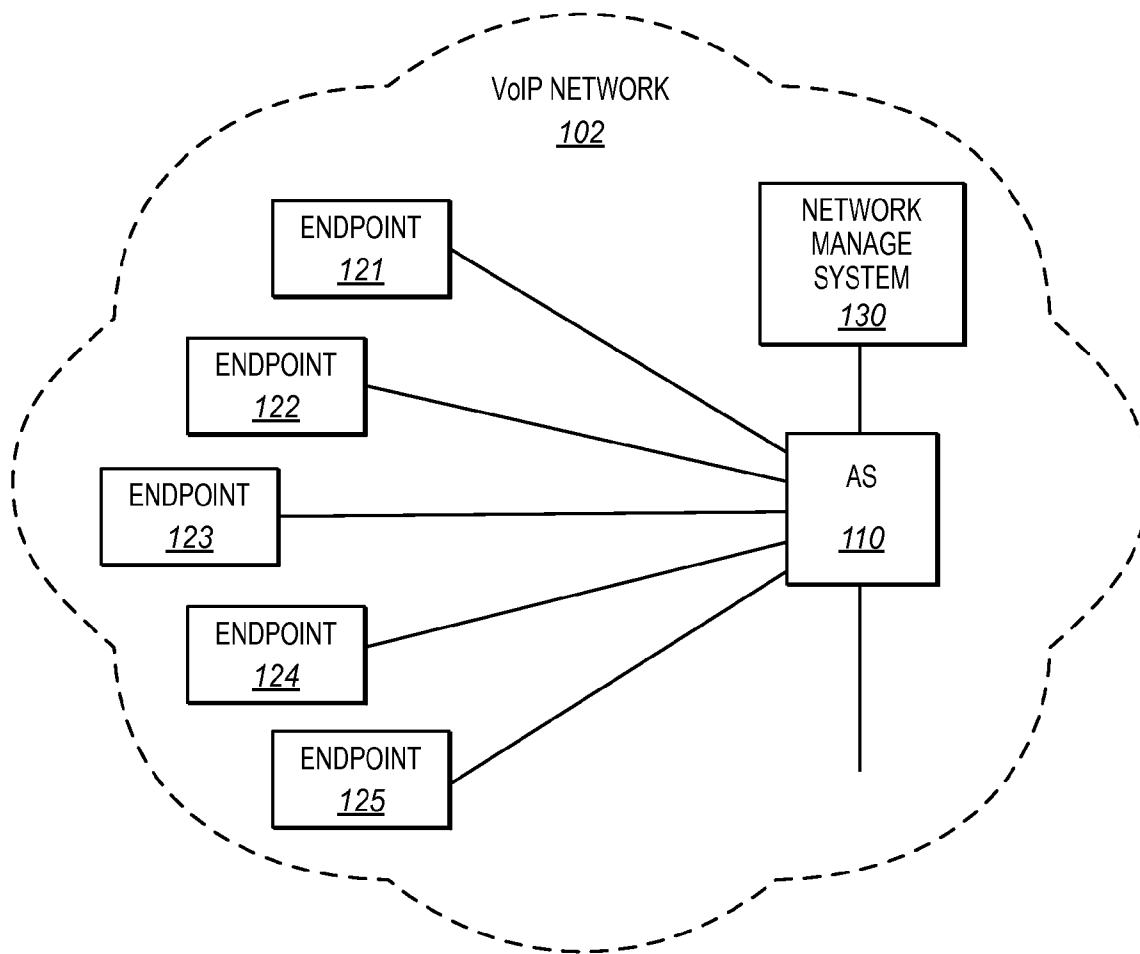 VoIP NETWORK
102
ENDPOINT
121
NETWORK
MANAGE
SYSTEM
130
ENDPOINT
122
AS
110
ENDPOINT
123
ENDPOINT
124
ENDPOINT
125